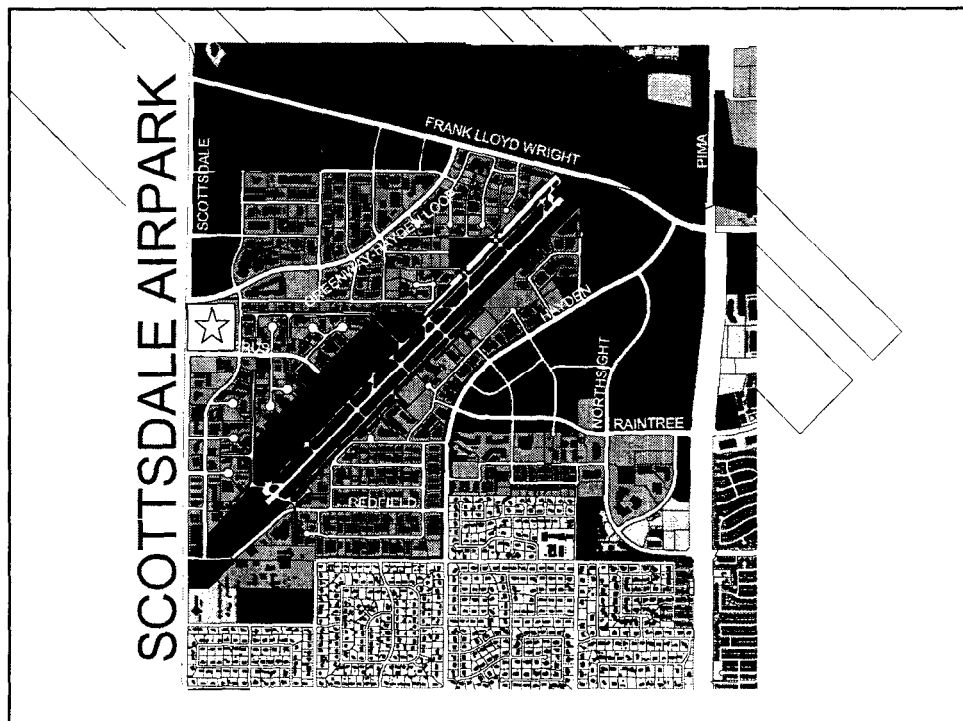 SCOTTSDALE AIRPARK
FRANK LLOYD WRIGHT
PIMA
SCOTTSDALE
GREENWAY-HAYDEN LOOP
HAYDEN
NORTHSIGHT
RAINTREE
REDFIELD